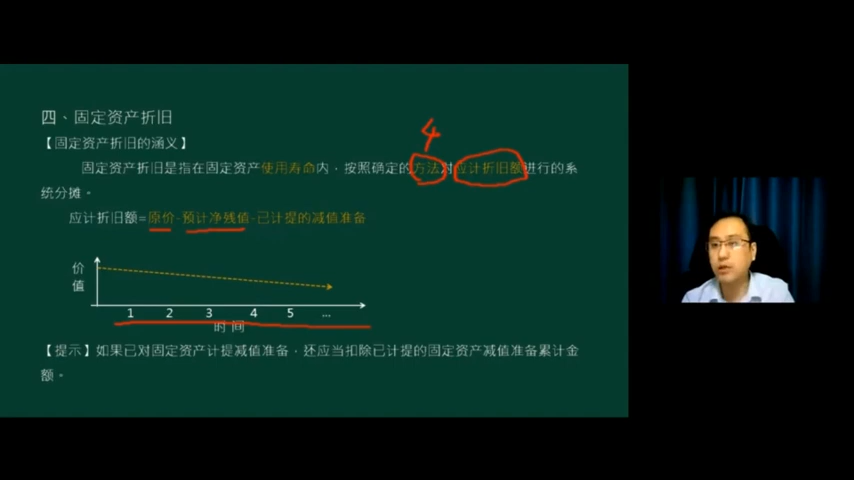 四、固定资产折旧
【固定资产折旧的涵义】
4
固定资产折旧是指在固定资产使用寿命内，按照确定的方法对应计折旧额进行的系
统分摊。
应计折旧额=原价-预计净残值-已计提的减值准备
价
值
1 2 3 4 5 ...
时间
【提示】如果已对固定资产计提减值准备，还应当扣除已计提的固定资产减值准备累计金
额。